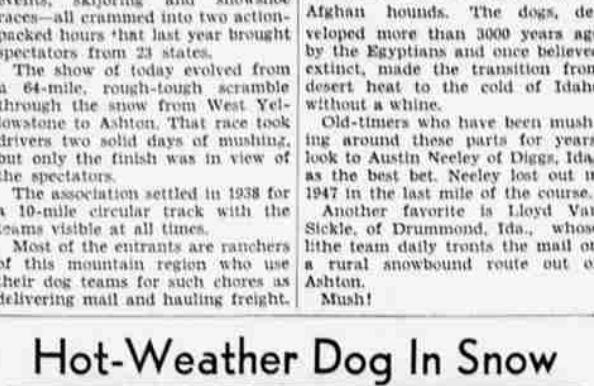 events, skijoring and snowshoe
races—all crammed into two action-
packed hours that last year brought
spectators from 23 states.
The show of today evolved from
a 64-mile, rough-tough scramble
through the snow from West Yel-
lowstone to Ashton. That race took
drivers two solid days of mushing,
but only the finish was in view of
the spectators.
The association settled in 1938 for
a 10-mile circular track with the
teams visible at all times.
Most of the entrants are ranchers
of this mountain region who use
their dog teams for such chores as
delivering mail and hauling freight.
Afghan hounds. The dogs, de
veloped more than 3000 years ag
by the Egyptians and once believe
extinct, made the transition from
desert heat to the cold of Idah
without a whine.
Old-timers who have been mush
ing around these parts for years
look to Austin Neeley of Diggs, Ida
as the best bet. Neeley lost out i
1947 in the last mile of the course.
Another favorite is Lloyd Va
Sickle, of Drummond, Ida., whos
lithe team daily tronts the mail o
a rural snowbound route out o
Ashton.
Mush!
Hot-Weather Dog In Snow